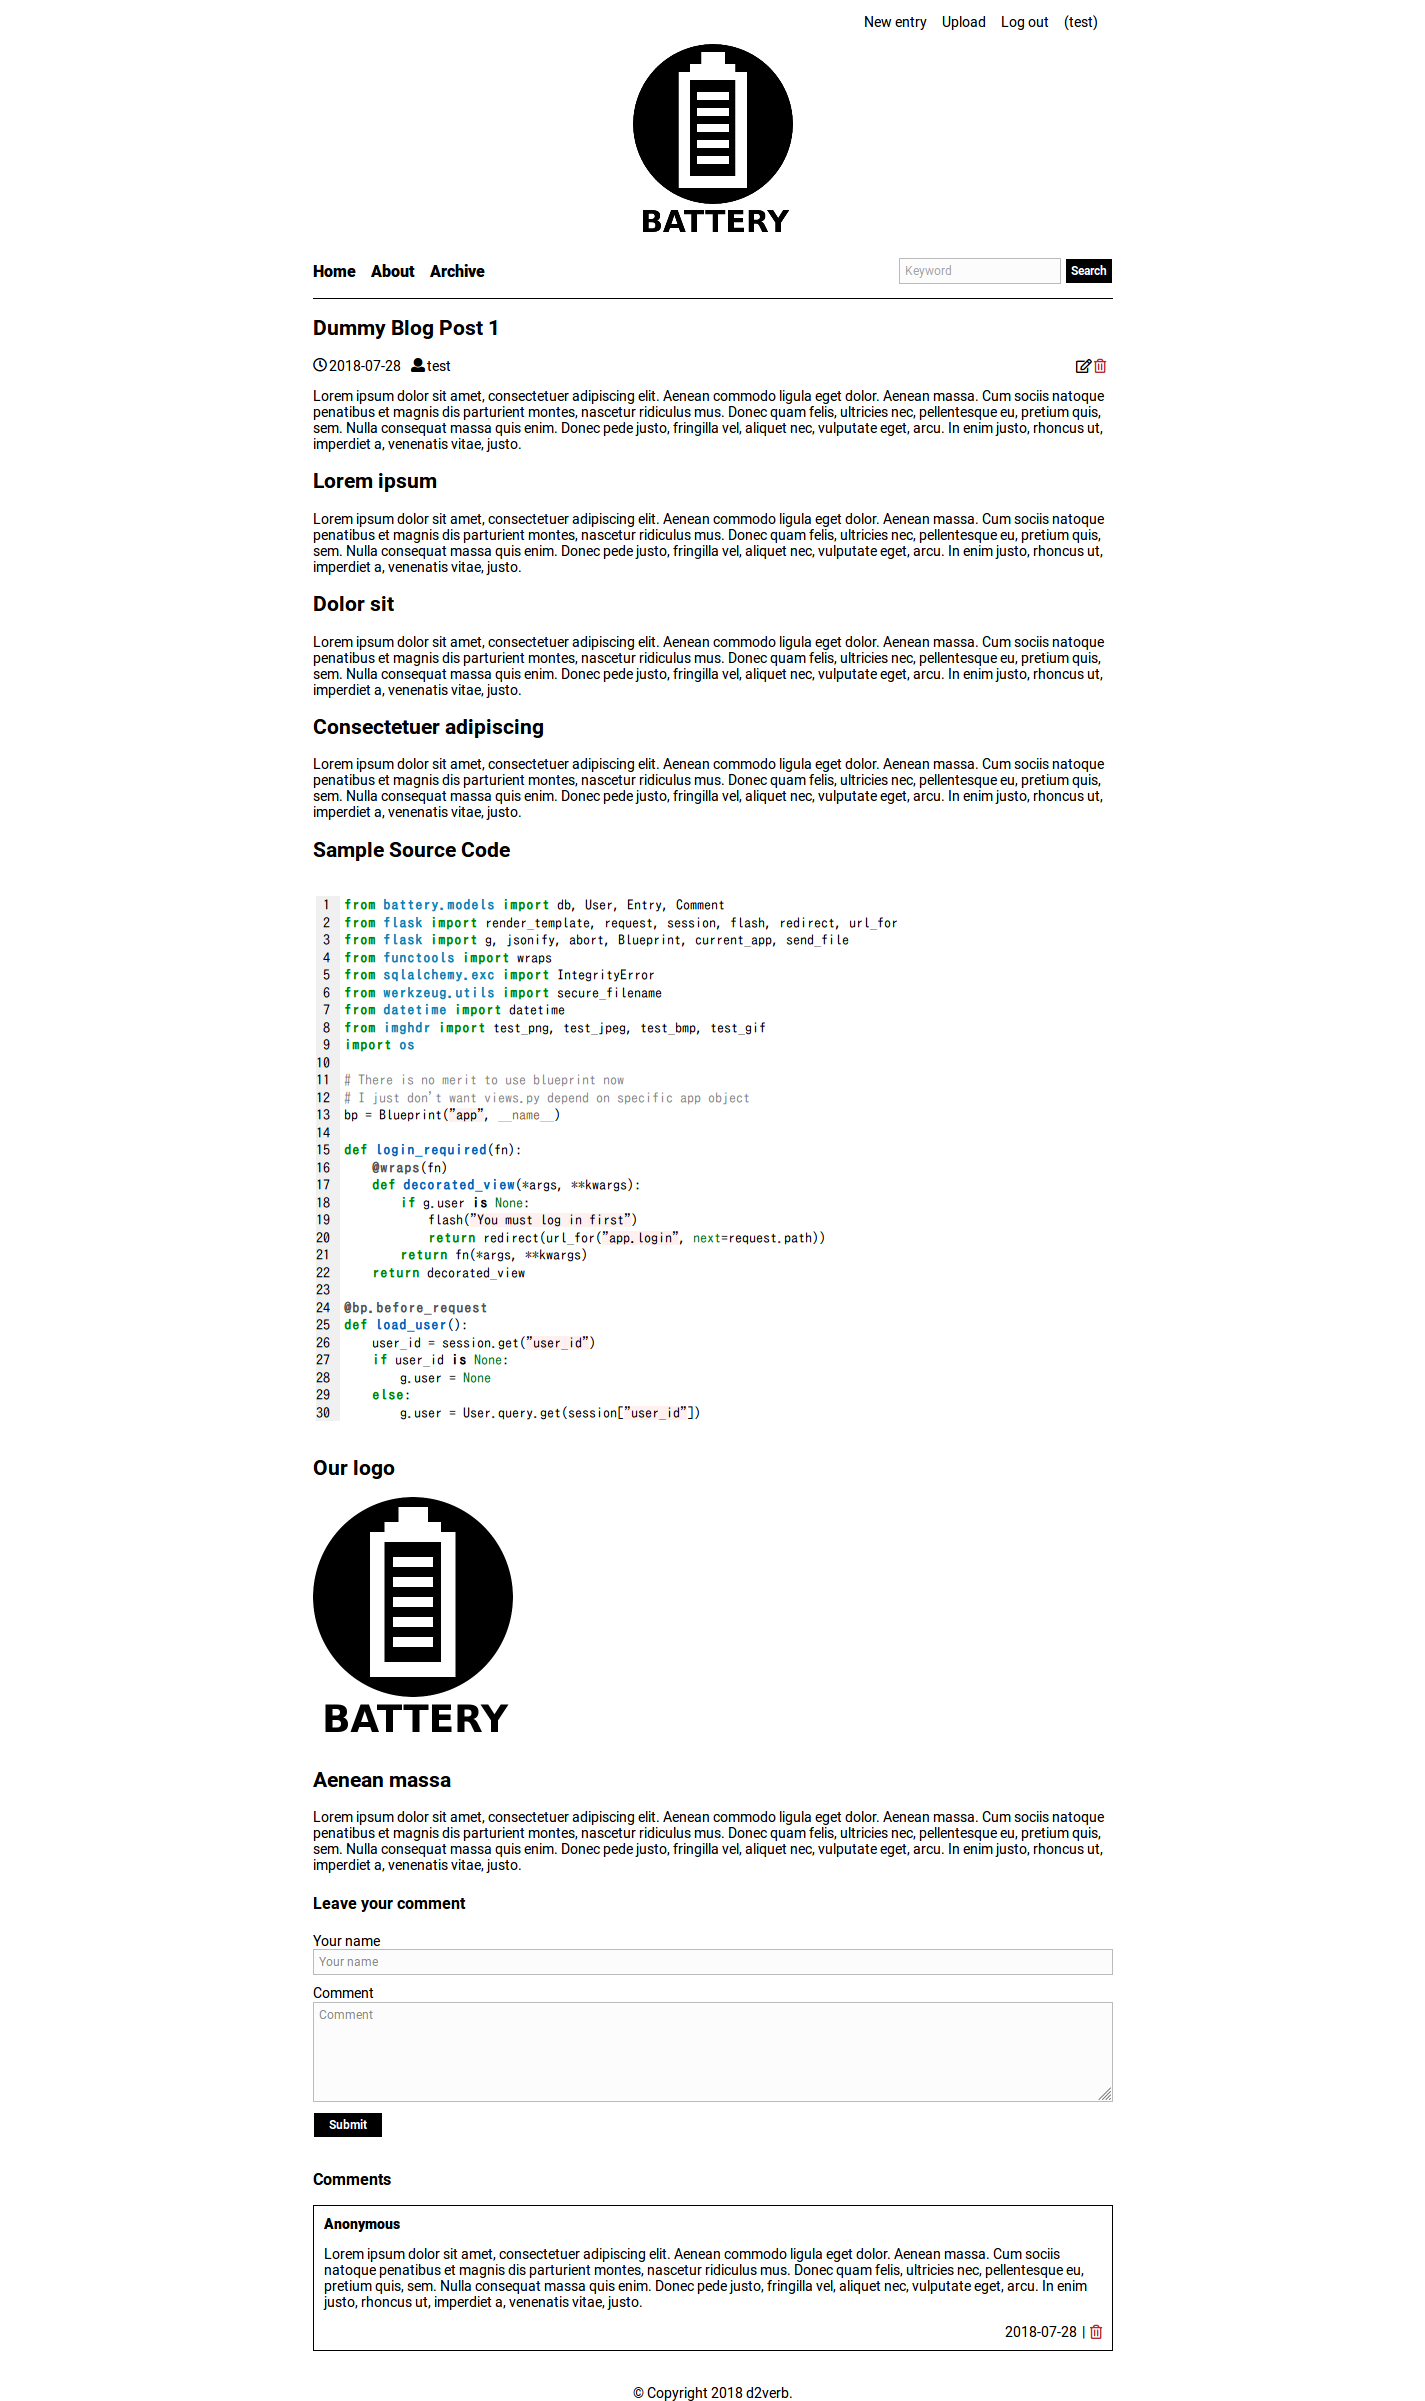 New entry Upload Log out (test)
BATTERY
Home About Archive Keyword Search
Dummy Blog Post 1
2018-07-28 test
Lorem ipsum dolor sit amet, consectetuer adipiscing elit. Aenean commodo ligula eget dolor. Aenean massa. Cum sociis natoque
penatibus et magnis dis parturient montes, nascetur ridiculus mus. Donec quam felis, ultricies nec, pellentesque eu, pretium quis,
sem. Nulla consequat massa quis enim. Donec pede justo, fringilla vel, aliquet nec, vulputate eget, arcu. In enim justo, rhoncus ut,
imperdiet a, venenatis vitae, justo.
Lorem ipsum
Lorem ipsum dolor sit amet, consectetuer adipiscing elit. Aenean commodo ligula eget dolor. Aenean massa. Cum sociis natoque
penatibus et magnis dis parturient montes, nascetur ridiculus mus. Donec quam felis, ultricies nec, pellentesque eu, pretium quis,
sem. Nulla consequat massa quis enim. Donec pede justo, fringilla vel, aliquet nec, vulputate eget, arcu. In enim justo, rhoncus ut,
imperdiet a, venenatis vitae, justo.
Dolor sit
Lorem ipsum dolor sit amet, consectetuer adipiscing elit. Aenean commodo ligula eget dolor. Aenean massa. Cum sociis natoque
penatibus et magnis dis parturient montes, nascetur ridiculus mus. Donec quam felis, ultricies nec, pellentesque eu, pretium quis,
sem. Nulla consequat massa quis enim. Donec pede justo, fringilla vel, aliquet nec, vulputate eget, arcu. In enim justo, rhoncus ut,
imperdiet a, venenatis vitae, justo.
Consectetuer adipiscing
Lorem ipsum dolor sit amet, consectetuer adipiscing elit. Aenean commodo ligula eget dolor. Aenean massa. Cum sociis natoque
penatibus et magnis dis parturient montes, nascetur ridiculus mus. Donec quam felis, ultricies nec, pellentesque eu, pretium quis,
sem. Nulla consequat massa quis enim. Donec pede justo, fringilla vel, aliquet nec, vulputate eget, arcu. In enim justo, rhoncus ut,
imperdiet a, venenatis vitae, justo.
Sample Source Code
1 from battery.models import db, User, Entry, Comment
2 from flask import render_template, request, session, flash, redirect, url_for
3 from flask import g, jsonify, abort, Blueprint, current_app, send_file
4 from functools import wraps
5 from sqlalchemy.exc import IntegrityError
6 from werkzeug.utils import secure_filename
7 from datetime import datetime
8 from imghdr import test_png, test_jpeg, test_bmp, test_gif
9 import os
10
11 # There is no merit to use blueprint now
12 # I just don't want views.py depend on specific app object
13 bp = Blueprint("app", __name__)
14
15 def login_required(fn):
16     @wraps(fn)
17     def decorated_view(*args, **kwargs):
18         if g.user is None:
19             flash("You must log in first")
20             return redirect(url_for("app.login", next=request.path))
21         return fn(*args, **kwargs)
22     return decorated_view
23
24 @bp.before_request
25 def load_user():
26     user_id = session.get("user_id")
27     if user_id is None:
28         g.user = None
29     else:
30         g.user = User.query.get(session["user_id"])
Our logo
BATTERY
Aenean massa
Lorem ipsum dolor sit amet, consectetuer adipiscing elit. Aenean commodo ligula eget dolor. Aenean massa. Cum sociis natoque
penatibus et magnis dis parturient montes, nascetur ridiculus mus. Donec quam felis, ultricies nec, pellentesque eu, pretium quis,
sem. Nulla consequat massa quis enim. Donec pede justo, fringilla vel, aliquet nec, vulputate eget, arcu. In enim justo, rhoncus ut,
imperdiet a, venenatis vitae, justo.
Leave your comment
Your name
Your name
Comment
Comment
Submit
Comments
Anonymous
Lorem ipsum dolor sit amet, consectetuer adipiscing elit. Aenean commodo ligula eget dolor. Aenean massa. Cum sociis
natoque penatibus et magnis dis parturient montes, nascetur ridiculus mus. Donec quam felis, ultricies nec, pellentesque eu,
pretium quis, sem. Nulla consequat massa quis enim. Donec pede justo, fringilla vel, aliquet nec, vulputate eget, arcu. In enim
justo, rhoncus ut, imperdiet a, venenatis vitae, justo.
2018-07-28 |
© Copyright 2018 d2verb.